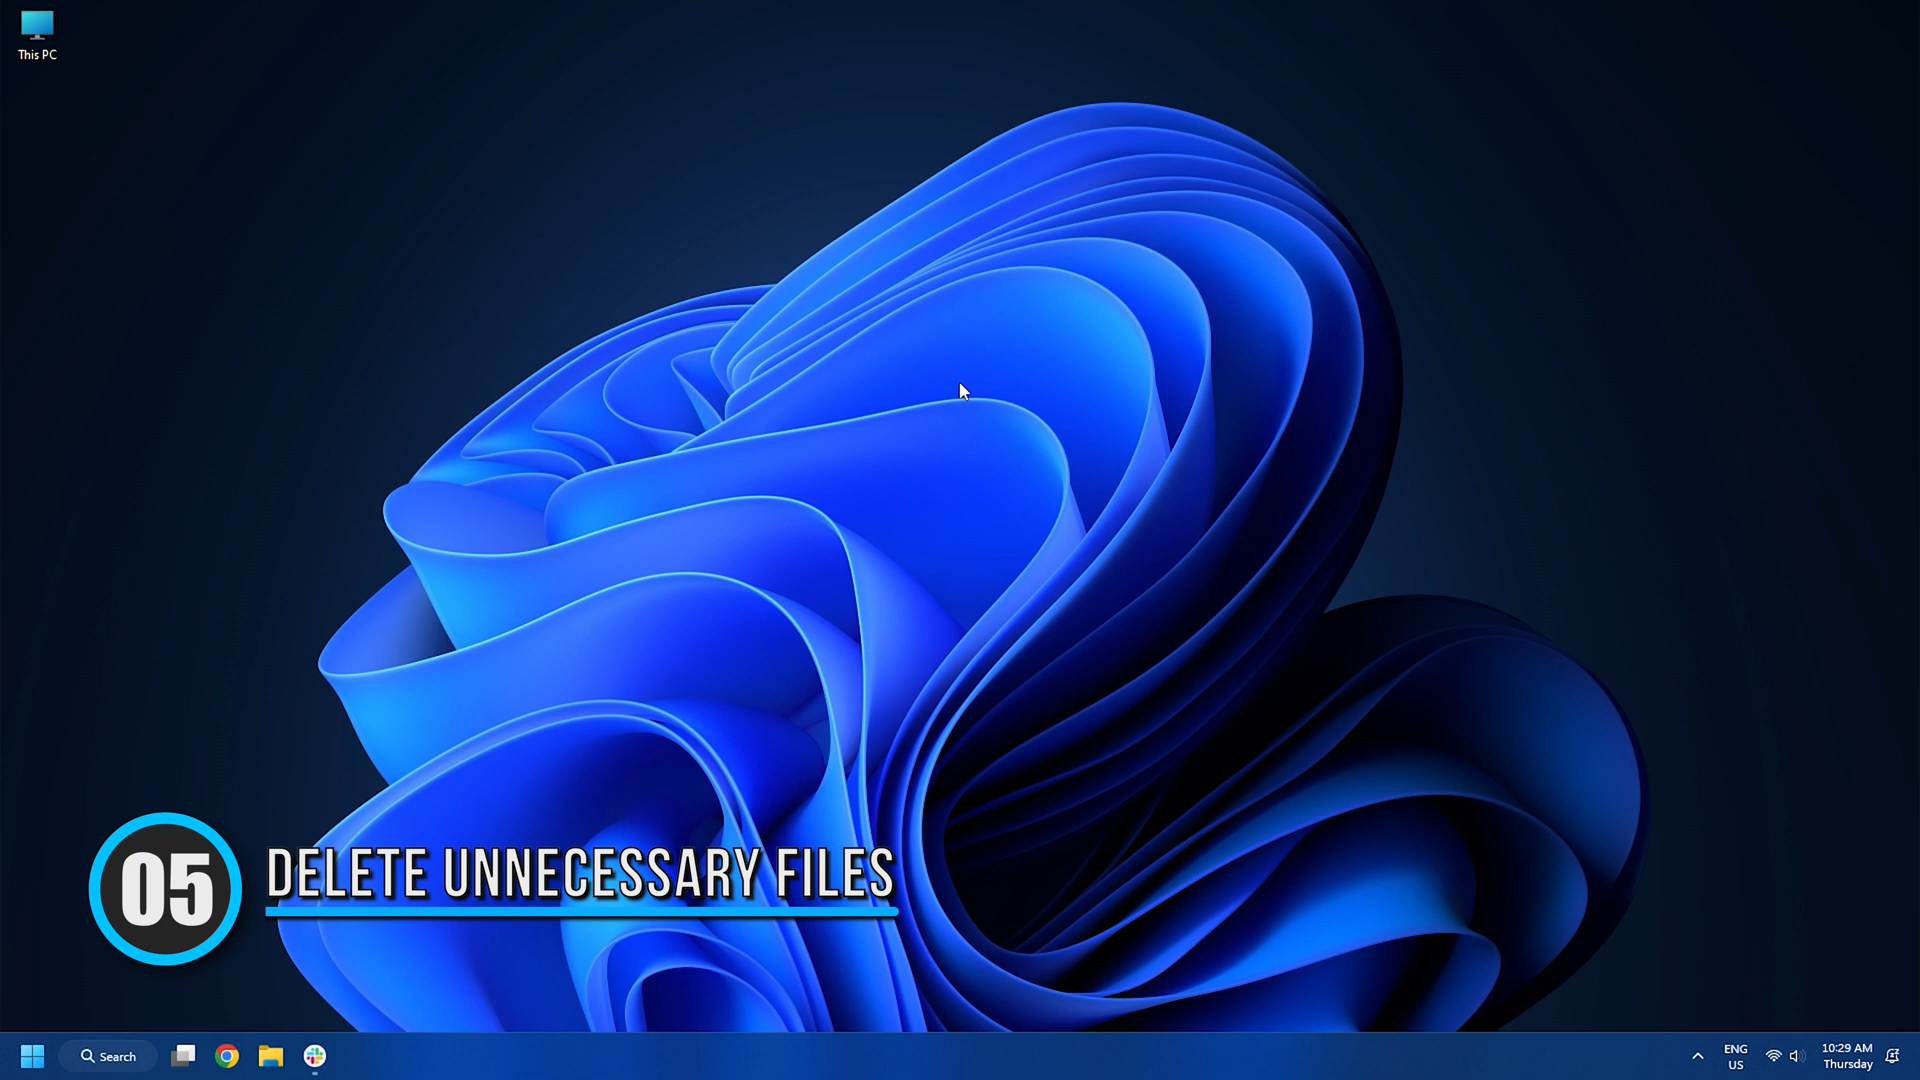 This PC
05
DELETE UNNECESSARY FILES
Search
ENG
US
10:29 AM
Thursday